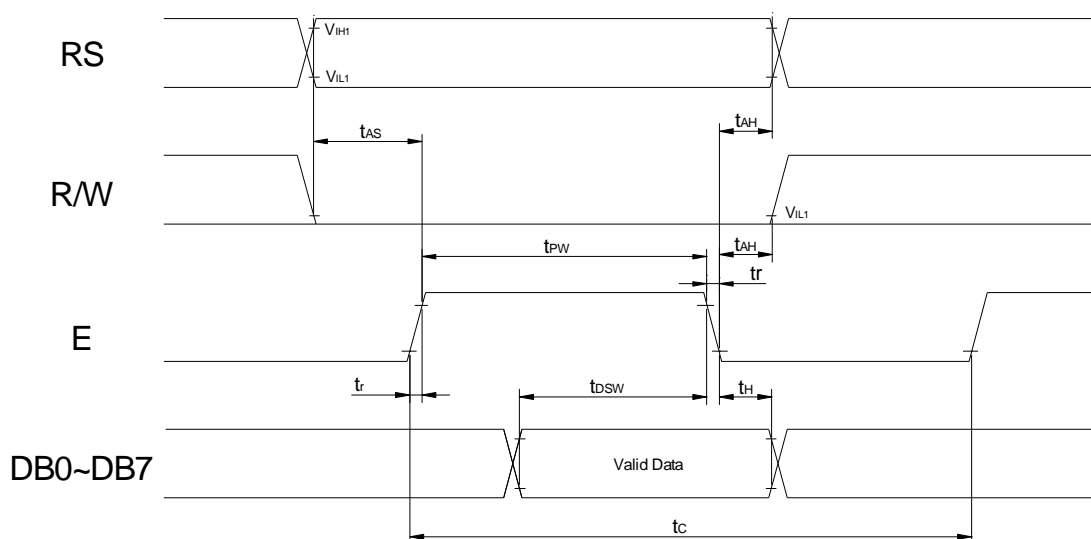 RS
VIH1
VIL1
tAS
tAH
R/W
VIL1
tPW
tAH
tr
E
tr
tDSW
tH
DB0~DB7
Valid Data
tC